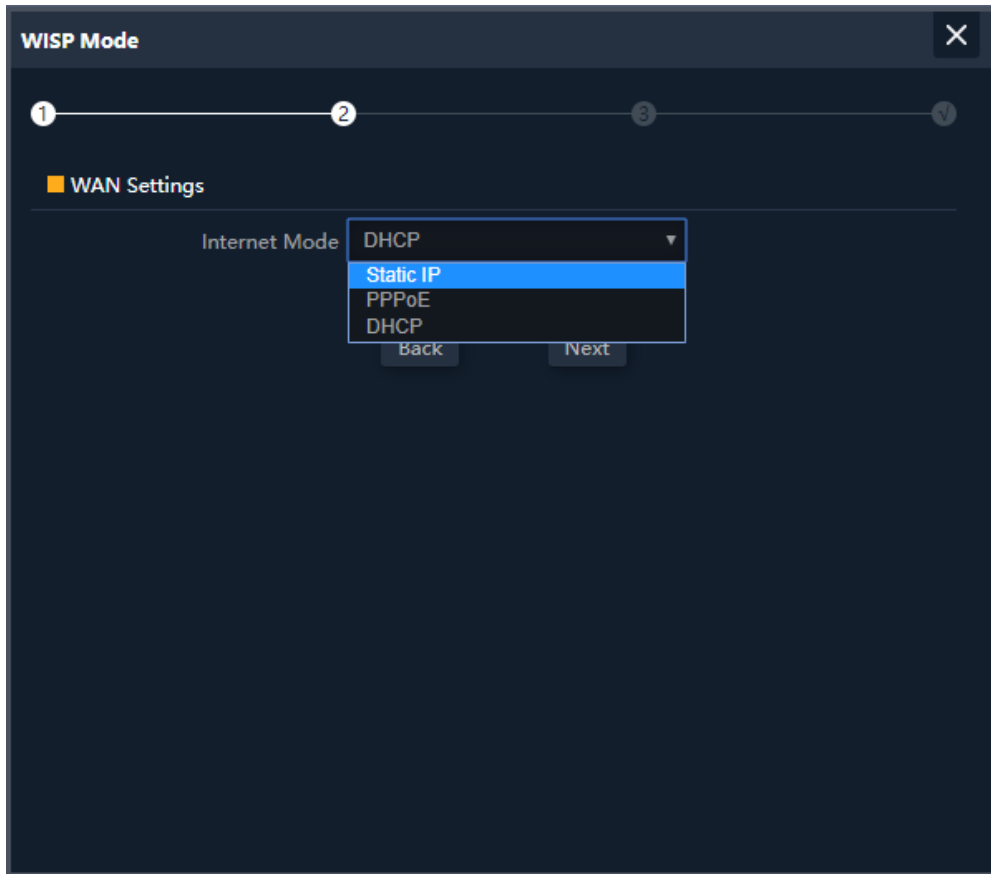 WISP Mode
1 2 3 √
WAN Settings
Internet Mode DHCP
Static IP
PPPoE
DHCP
Back Next